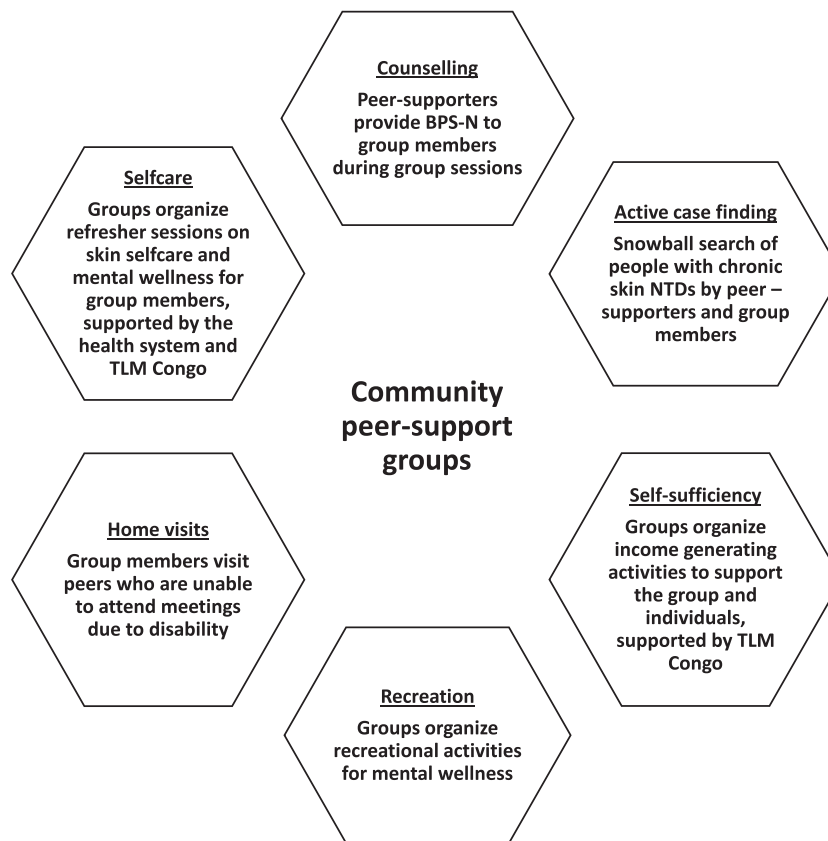 Counselling
Peer-supporters
provide BPS-N to
group members
during group sessions
Selfcare
Groups organize
refresher sessions on
skin selfcare and
mental wellness for
group members,
supported by the
health system and
TLM Congo
Active case finding
Snowball search of
people with chronic
skin NTDs by peer –
supporters and group
members
Community
peer-support
groups
Home visits
Group members visit
peers who are unable
to attend meetings
due to disability
Self-sufficiency
Groups organize
income generating
activities to support
the group and
individuals,
supported by TLM
Congo
Recreation
Groups organize
recreational activities
for mental wellness